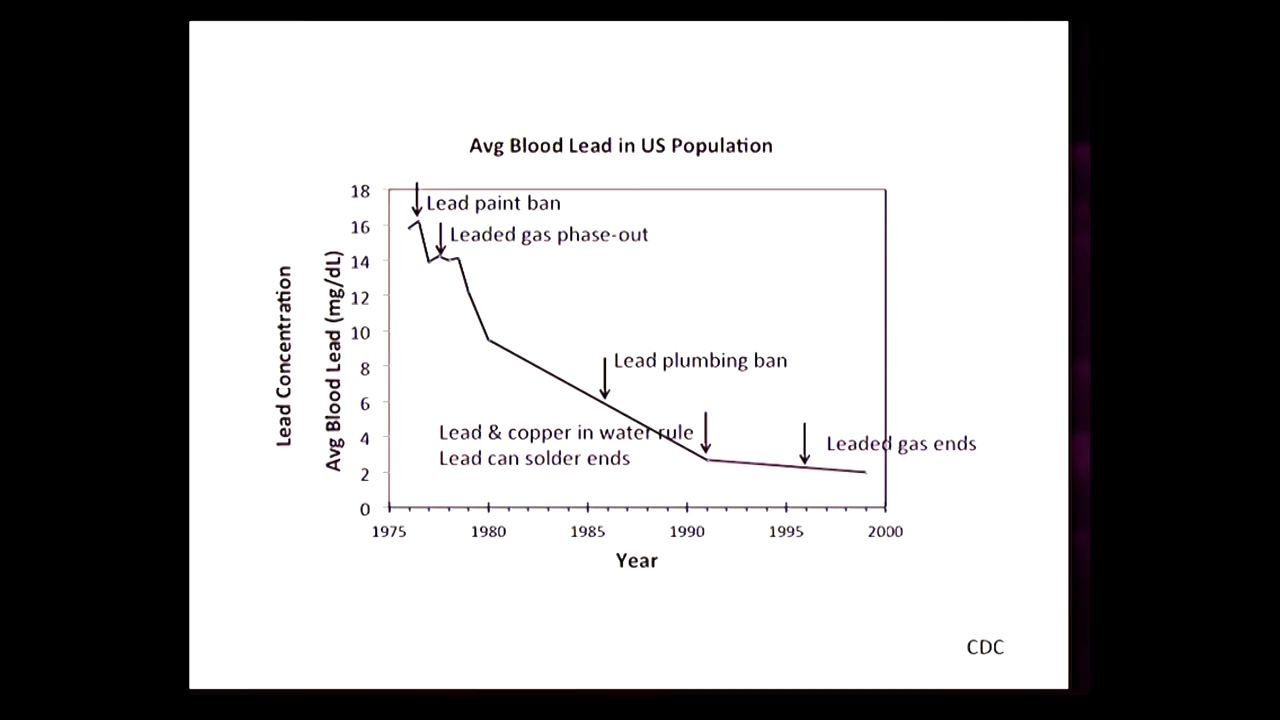 Avg Blood Lead in US Population
Lead Concentration
Avg Blood Lead (mg/dL)
18
16
14
12
10
8
6
4
2
0
Lead paint ban
Leaded gas phase-out
Lead plumbing ban
Lead & copper in water rule
Lead can solder ends
Leaded gas ends
1975 1980 1985 1990 1995 2000
Year
CDC